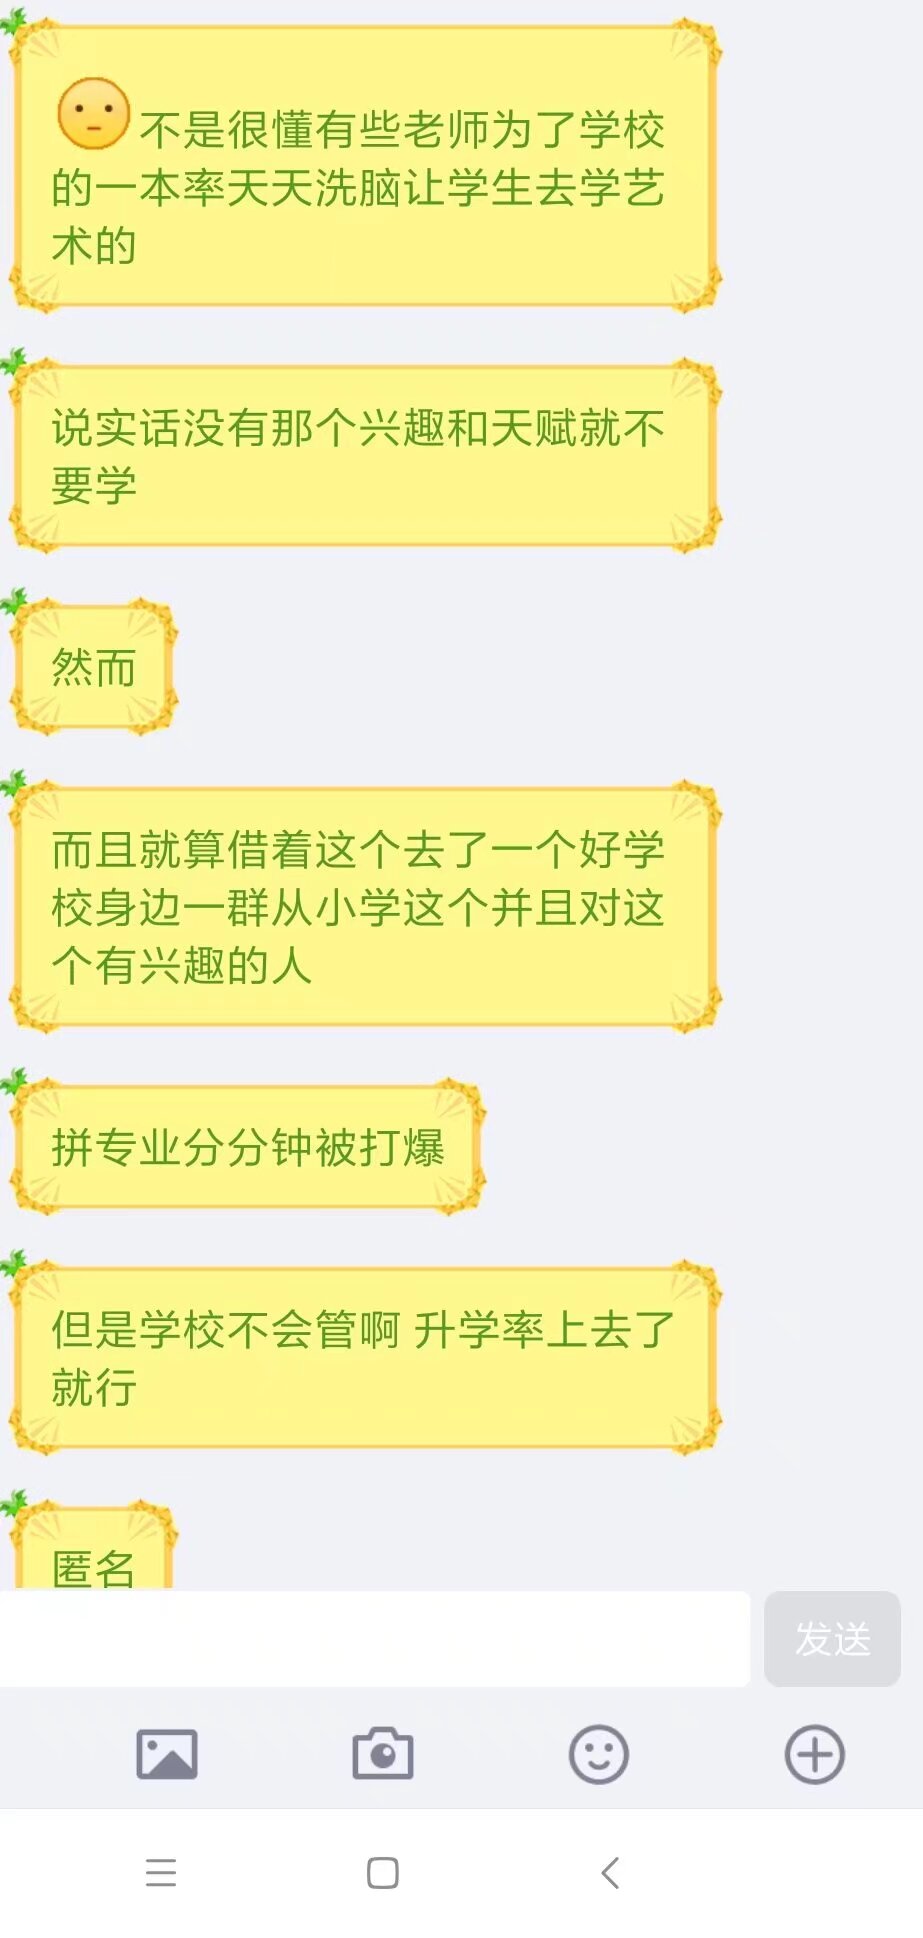 不是很懂有些老师为了学校
的一本率天天洗脑让学生去学艺
术的
说实话没有那个兴趣和天赋就不
要学
然而
而且就算借着这个去了一个好学
校身边一群从小学这个并且对这
个有兴趣的人
拼专业分分钟被打爆
但是学校不会管啊 升学率上去了
就行
匿名
发送